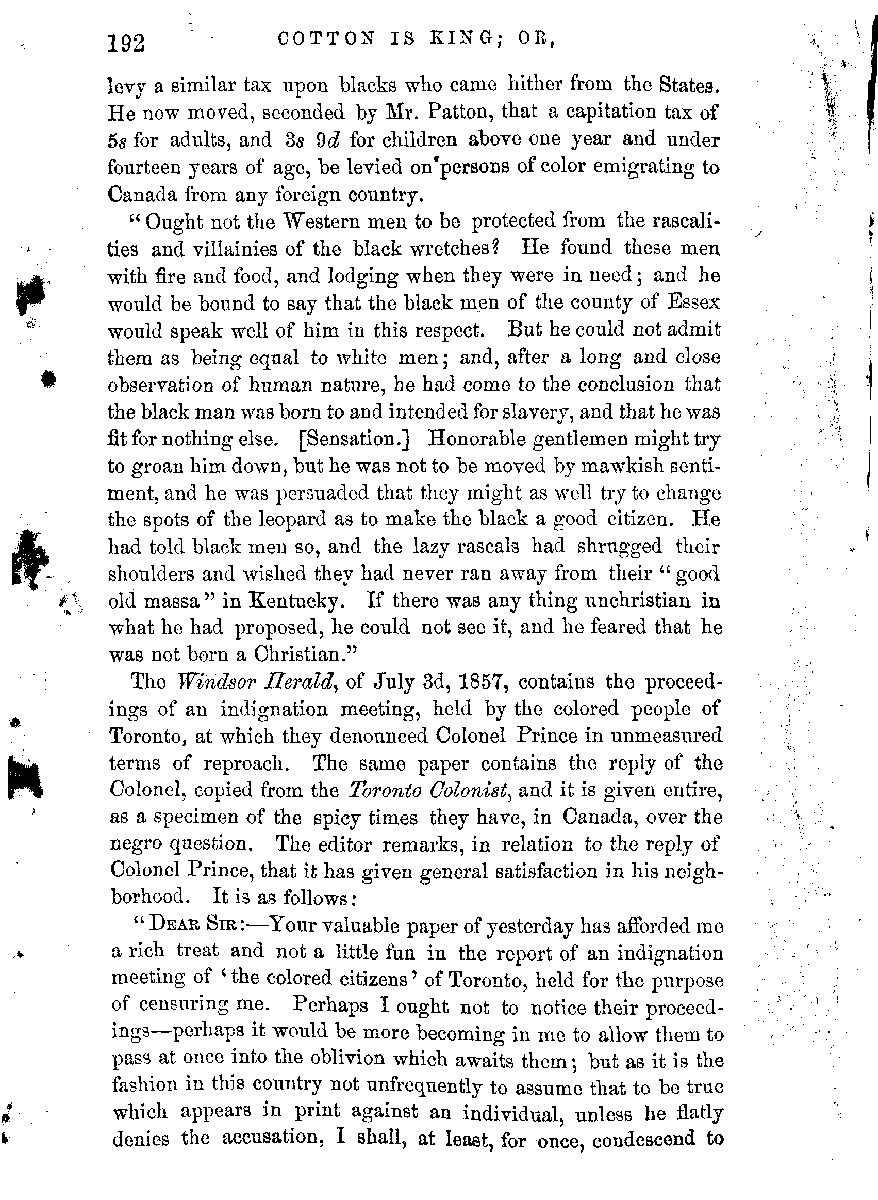 192 COTTON IS KING; OR,
levy a similar tax upon blacks who came hither from the States.
He now moved, seconded by Mr. Patton, that a capitation tax of
5s for adults, and 3s 9d for children above one year and under
fourteen years of age, be levied on persons of color emigrating to
Canada from any foreign country.
"Ought not the Western men to be protected from the rascali-
ties and villainies of the black wretches? He found these men
with fire and food, and lodging when they were in need; and he
would be bound to say that the black men of the county of Essex
would speak well of him in this respect. But he could not admit
them as being equal to white men; and, after a long and close
observation of human nature, he had come to the conclusion that
the black man was born to and intended for slavery, and that he was
fit for nothing else. [Sensation.] Honorable gentlemen might try
to groan him down, but he was not to be moved by mawkish senti-
ment, and he was persuaded that they might as well try to change
the spots of the leopard as to make the black a good citizen. He
had told black men so, and the lazy rascals had shrugged their
shoulders and wished they had never ran away from their "good
old massa" in Kentucky. If there was any thing unchristian in
what he had proposed, he could not see it, and he feared that he
was not born a Christian."
The Windsor Herald, of July 3d, 1857, contains the proceed-
ings of an indignation meeting, held by the colored people of
Toronto, at which they denounced Colonel Prince in unmeasured
terms of reproach. The same paper contains the reply of the
Colonel, copied from the Toronto Colonist, and it is given entire,
as a specimen of the spicy times they have, in Canada, over the
negro question. The editor remarks, in relation to the reply of
Colonel Prince, that it has given general satisfaction in his neigh-
borhood. It is as follows:
"DEAR SIR:—Your valuable paper of yesterday has afforded me
a rich treat and not a little fun in the report of an indignation
meeting of 'the colored citizens' of Toronto, held for the purpose
of censuring me. Perhaps I ought not to notice their proceed-
ings—perhaps it would be more becoming in me to allow them to
pass at once into the oblivion which awaits them; but as it is the
fashion in this country not unfrequently to assume that to be true
which appears in print against an individual, unless he flatly
denies the accusation, I shall, at least, for once, condescend to